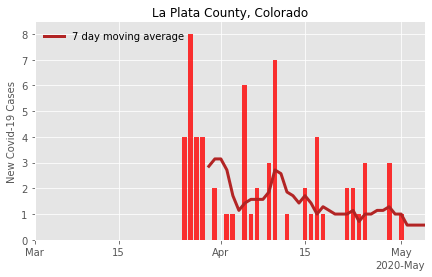 La Plata County, Colorado
7 day moving average
New Covid-19 Cases
8
7
6
5
4
3
2
1
0
Mar
15
Apr
15
May
2020-May